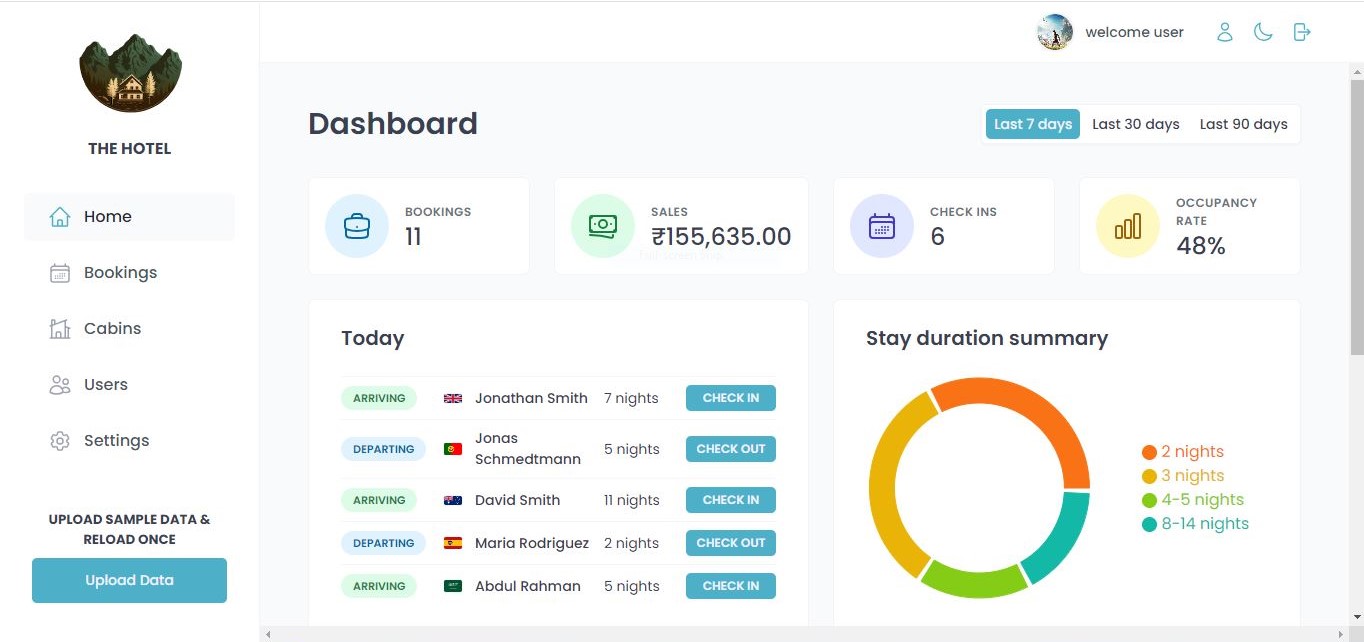 welcome user
THE HOTEL
Home
Bookings
Cabins
Users
Settings
UPLOAD SAMPLE DATA &
RELOAD ONCE
Upload Data
Dashboard
Last 7 days Last 30 days Last 90 days
BOOKINGS
11
SALES
₹155,635.00
CHECK INS
6
OCCUPANCY
RATE
48%
Today
ARRIVING Jonathan Smith 7 nights CHECK IN
DEPARTING Jonas
Schmedtmann 5 nights CHECK OUT
ARRIVING David Smith 11 nights CHECK IN
DEPARTING Maria Rodriguez 2 nights CHECK OUT
ARRIVING Abdul Rahman 5 nights CHECK IN
Stay duration summary
2 nights
3 nights
4-5 nights
8-14 nights